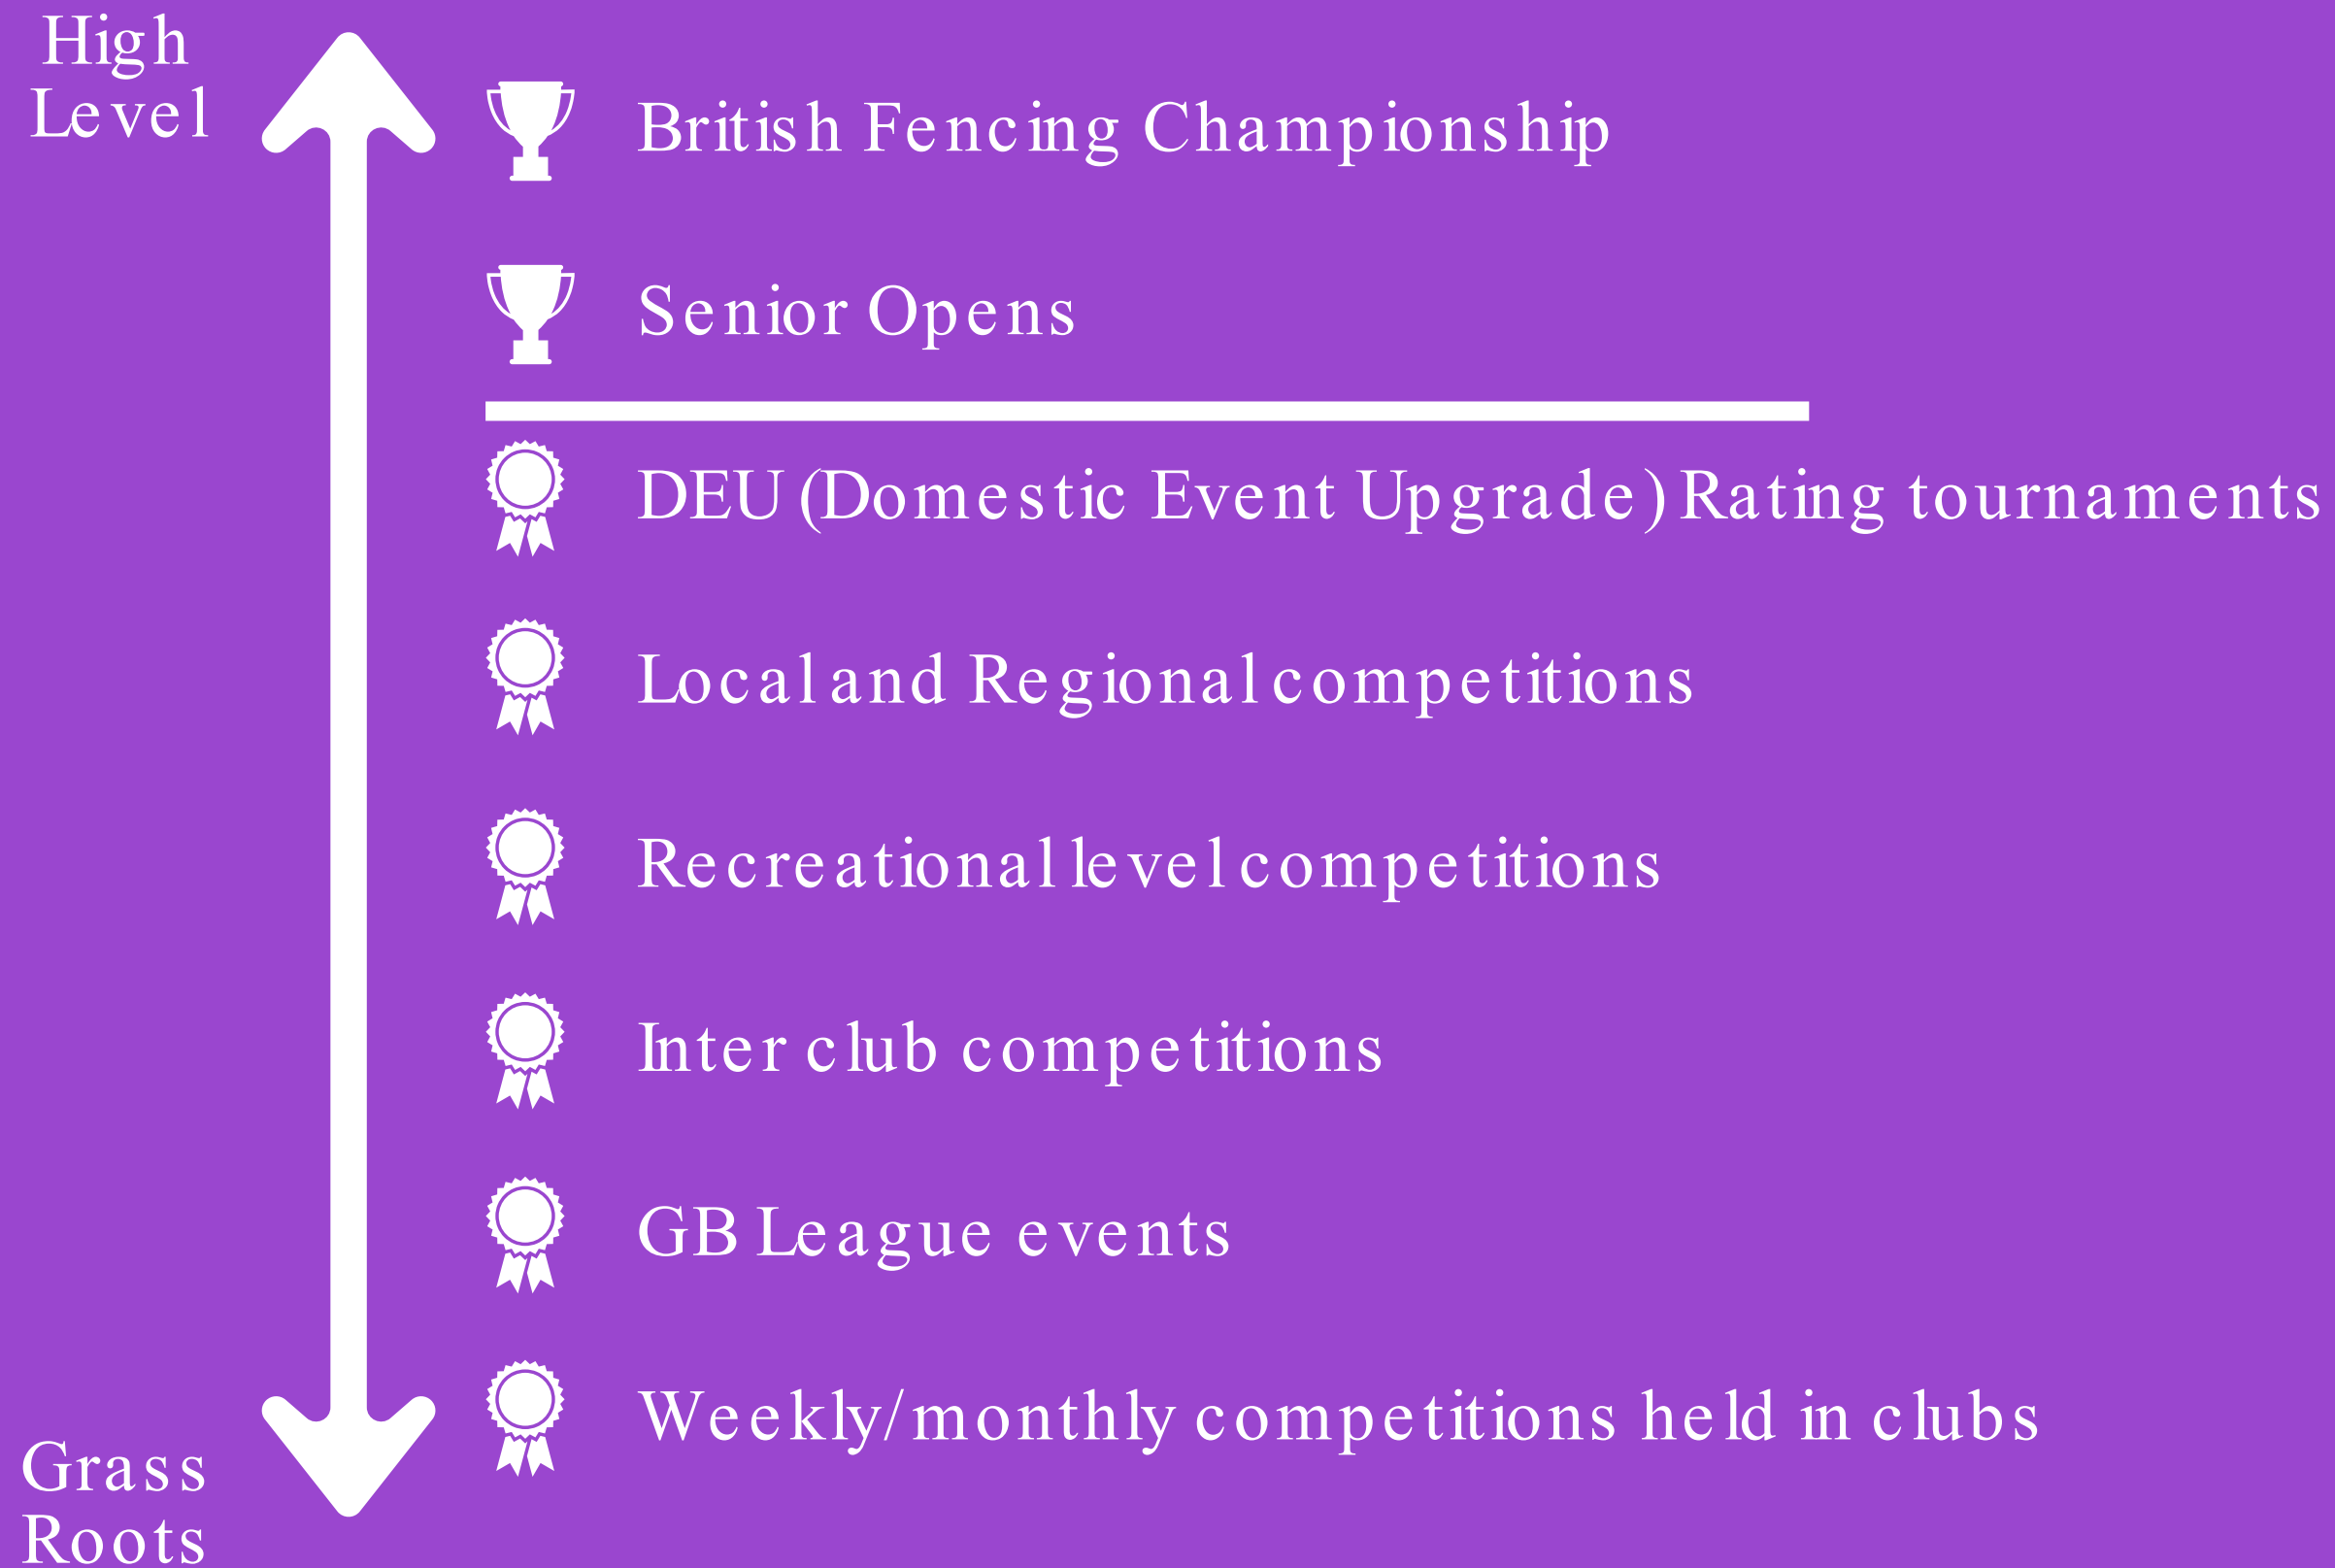 High
Level
British Fencing Championship
Senior Opens
DEU (Domestic Event Upgrade) Rating tournaments
Local and Regional competitions
Recreational level competitions
Inter club competitions
GB League events
Weekly/monthly competitions held in clubs
Grass
Roots